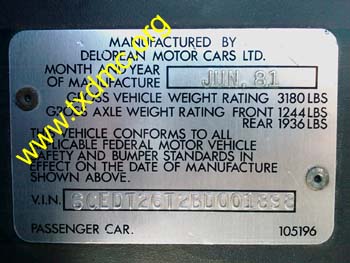 MANUFACTURED BY
DELOREAN MOTOR CARS LTD.
MONTH AND YEAR
OF MANUFACTURE JUN. 81
GROSS VEHICLE WEIGHT RATING 3180 LBS
GROSS AXLE WEIGHT RATING FRONT 1244 LBS
REAR 1936 LBS
THIS VEHICLE CONFORMS TO ALL
APPLICABLE FEDERAL MOTOR VEHICLE
SAFETY AND BUMPER STANDARDS IN
EFFECT ON THE DATE OF MANUFACTURE
SHOWN ABOVE.
V.I.N. SCEDT26T2BD001898
PASSENGER CAR. 105196
www.txdmc.org